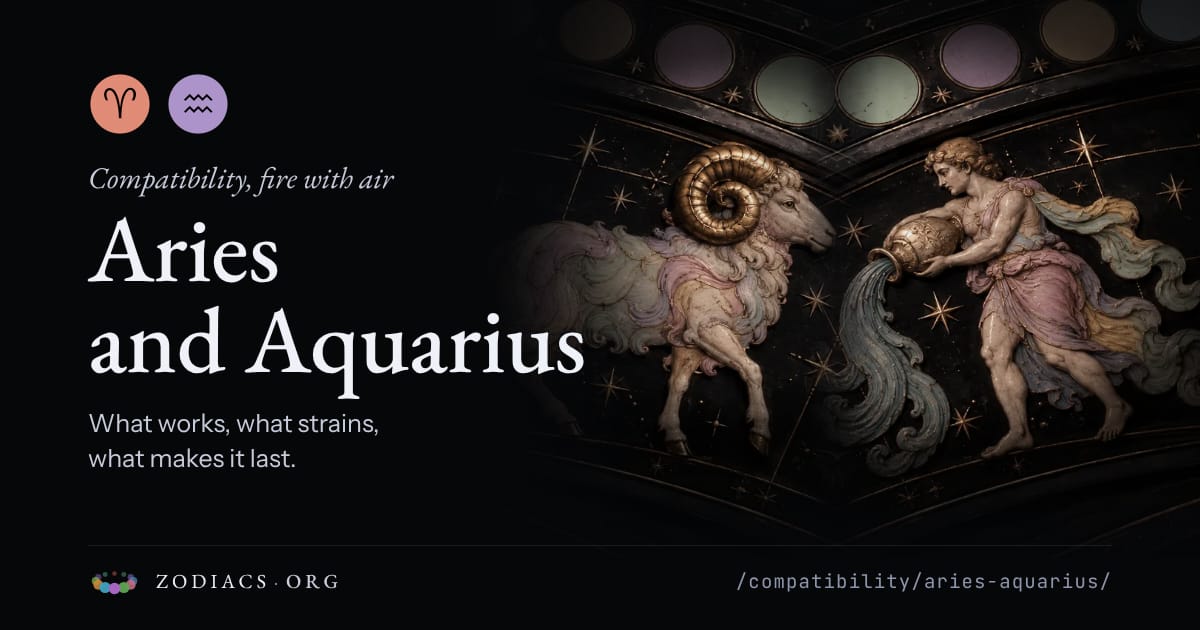 Compatibility, fire with air
Aries
and Aquarius
What works, what strains,
what makes it last.
ZODIACS·ORG
/compatibility/aries-aquarius/